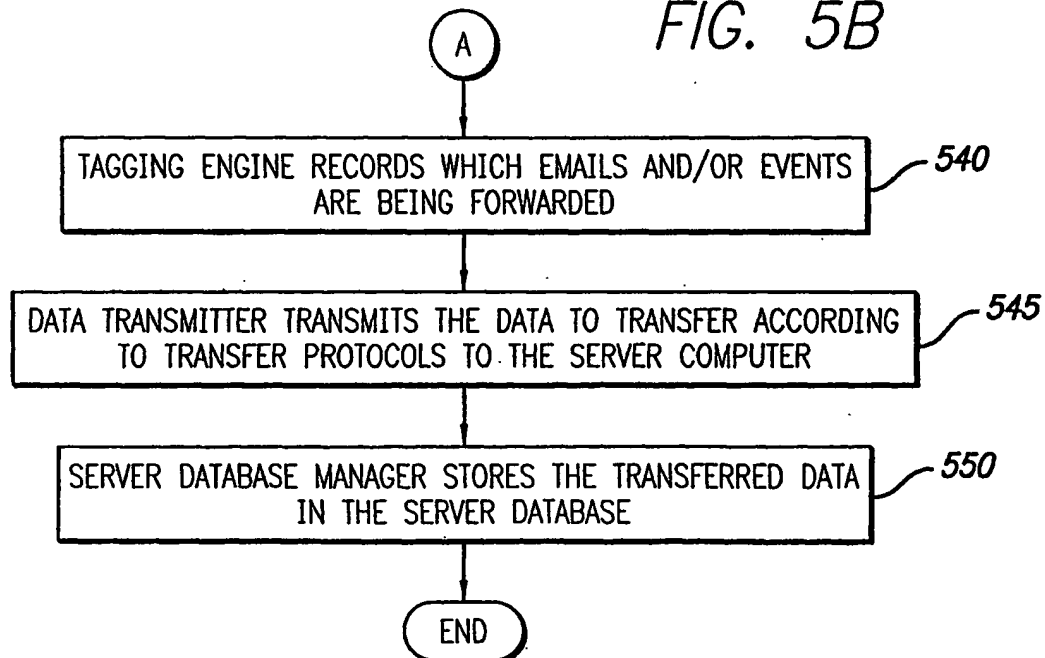 FIG. 5B
A
TAGGING ENGINE RECORDS WHICH EMAILS AND/OR EVENTS
ARE BEING FORWARDED
540
DATA TRANSMITTER TRANSMITS THE DATA TO TRANSFER ACCORDING
TO TRANSFER PROTOCOLS TO THE SERVER COMPUTER
545
SERVER DATABASE MANAGER STORES THE TRANSFERRED DATA
IN THE SERVER DATABASE
550
END